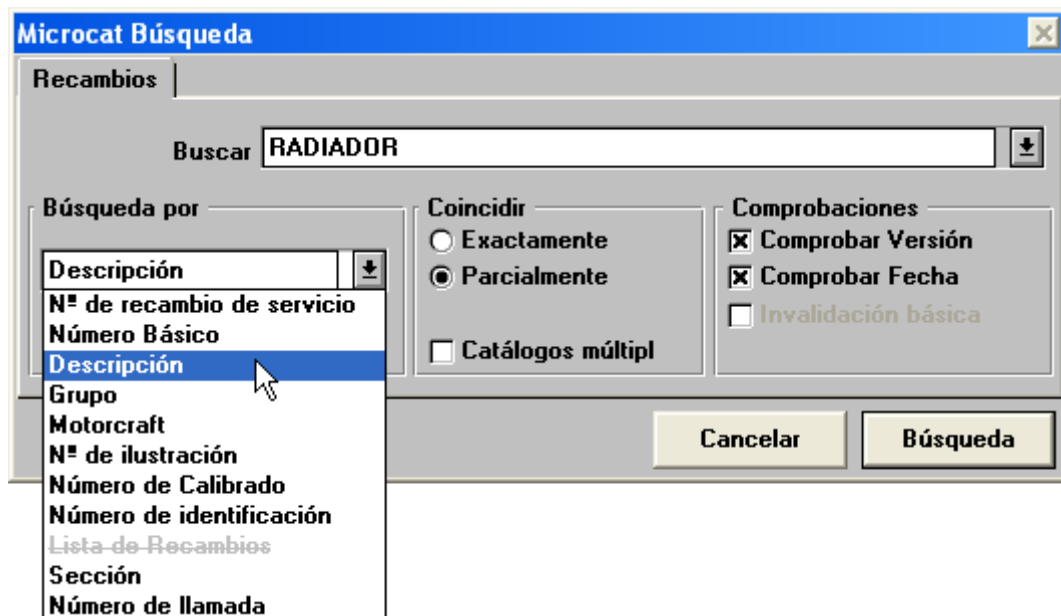 Microcat Búsqueda
Recambios
Buscar RADIADOR
Búsqueda por
Descripción
Nº de recambio de servicio
Número Básico
Descripción
Grupo
Motorcraft
Nº de ilustración
Número de Calibrado
Número de identificación
Lista de Recambios
Sección
Número de llamada
Coincidir
Exactamente
Parcialmente
Catálogos múltipl
Comprobaciones
Comprobar Versión
Comprobar Fecha
Invalidación básica
Cancelar
Búsqueda